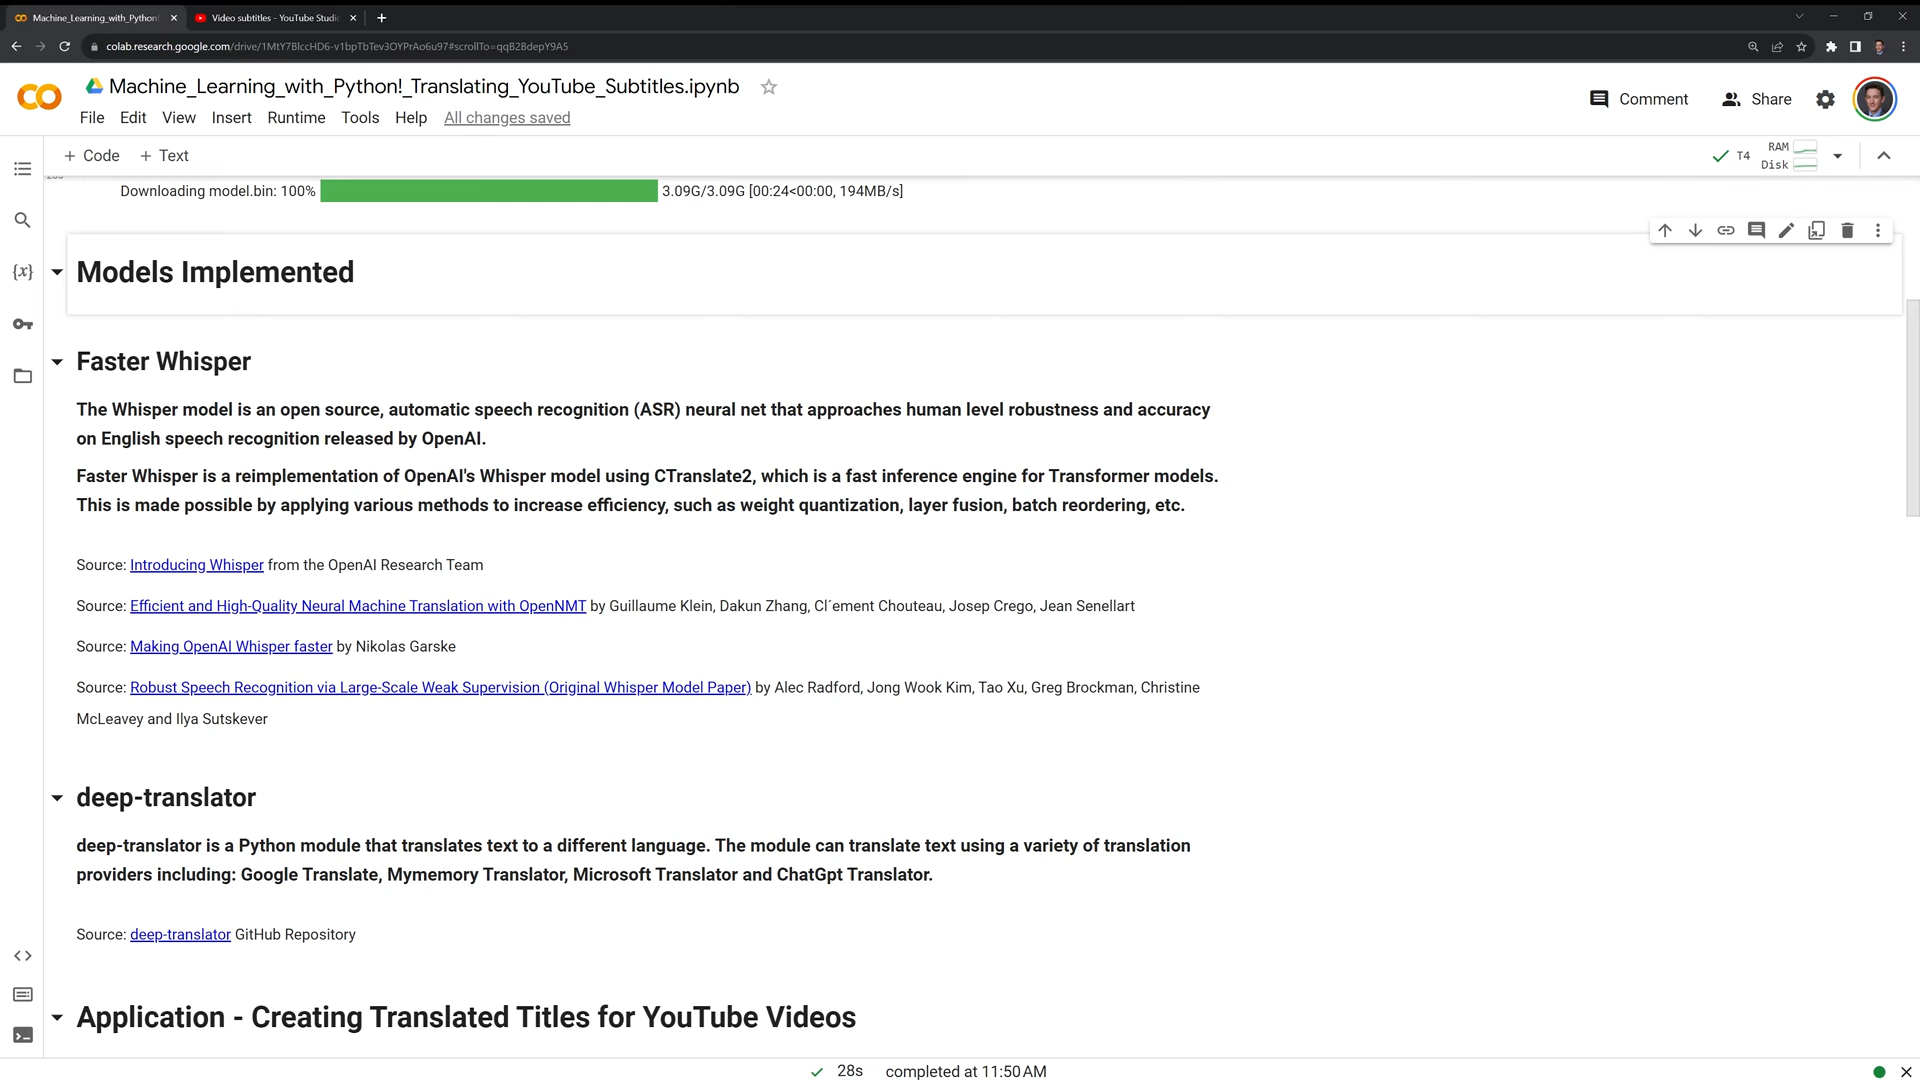 Machine_Learning_with_Python!
Video subtitles - YouTube Studio
colab.research.google.com/drive/1MtY7BlccHD6-v1bpTbTev3OYPrAo6u97#scrollTo=qqB2BdepY9A5
Machine_Learning_with_Python!_Translating_YouTube_Subtitles.ipynb
Comment
Share
File Edit View Insert Runtime Tools Help All changes saved
+ Code + Text
T4
RAM
Disk
Downloading model.bin: 100% 3.09G/3.09G [00:24<00:00, 194MB/s]
Models Implemented
{x}
Faster Whisper
The Whisper model is an open source, automatic speech recognition (ASR) neural net that approaches human level robustness and accuracy
on English speech recognition released by OpenAI.
Faster Whisper is a reimplementation of OpenAI's Whisper model using CTranslate2, which is a fast inference engine for Transformer models.
This is made possible by applying various methods to increase efficiency, such as weight quantization, layer fusion, batch reordering, etc.
Source: Introducing Whisper from the OpenAI Research Team
Source: Efficient and High-Quality Neural Machine Translation with OpenNMT by Guillaume Klein, Dakun Zhang, Cl´ement Chouteau, Josep Crego, Jean Senellart
Source: Making OpenAI Whisper faster by Nikolas Garske
Source: Robust Speech Recognition via Large-Scale Weak Supervision (Original Whisper Model Paper) by Alec Radford, Jong Wook Kim, Tao Xu, Greg Brockman, Christine
McLeavey and Ilya Sutskever
deep-translator
deep-translator is a Python module that translates text to a different language. The module can translate text using a variety of translation
providers including: Google Translate, Mymemory Translator, Microsoft Translator and ChatGpt Translator.
Source: deep-translator GitHub Repository
Application - Creating Translated Titles for YouTube Videos
28s completed at 11:50 AM